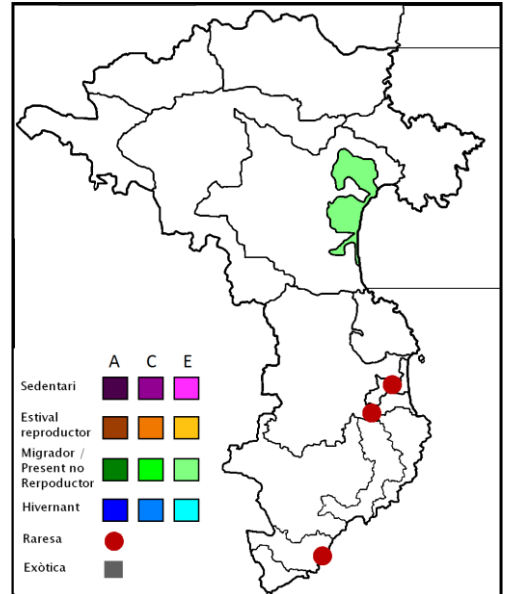 A C E
Sedentari
Estival
reproductor
Migrador /
Present no
Rerpoductor
Hivernant
Raresa
Exòtica